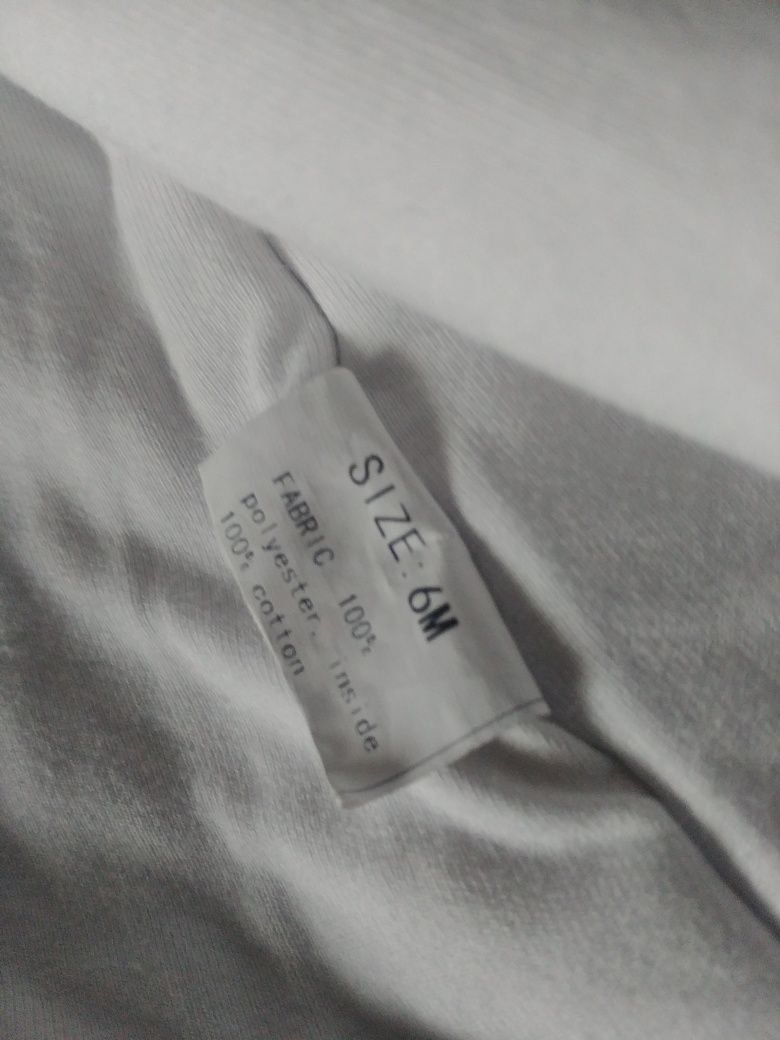 SIZE:6M
FABRIC 100%
polyester, inside
100% cotton